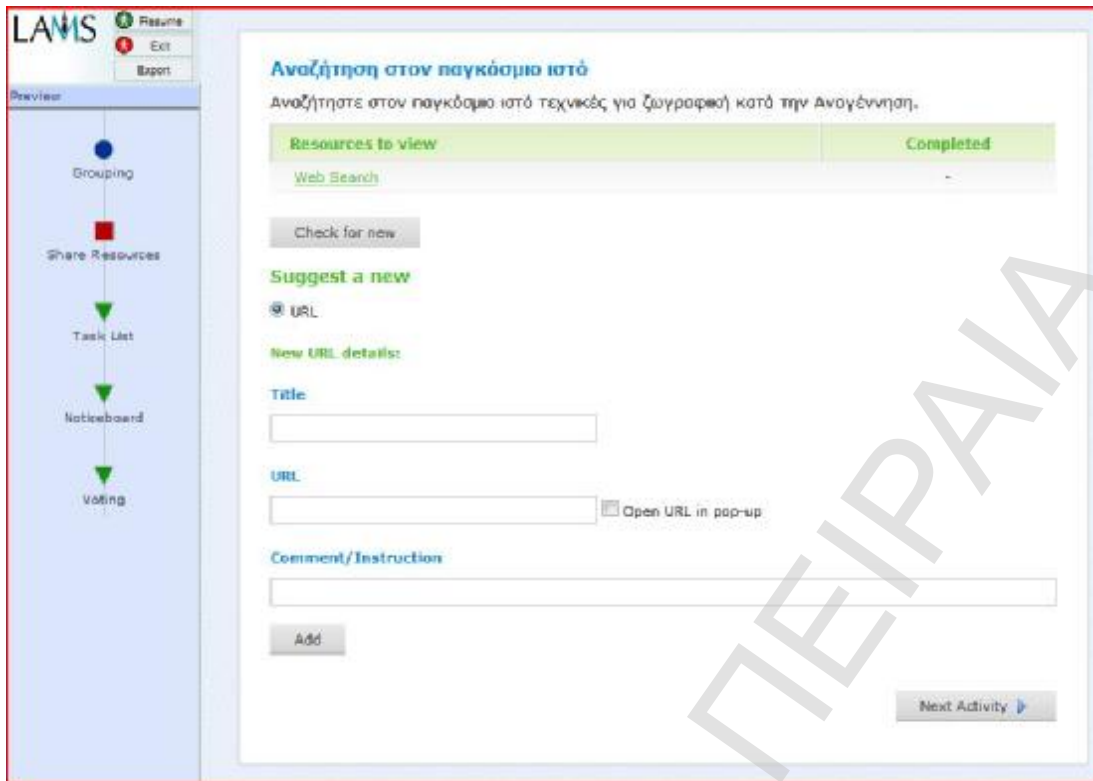 LAMS
Resume
Exit
Export
Preview
Grouping
Share Resources
Task List
Noticeboard
Voting
Αναζήτηση στον παγκόσμιο ιστό
Αναζήτηστε στον παγκόσμιο ιστό τεχνικές για ζωγραφική κατά την Αναγέννηση.
Resources to view Completed
Web Search -
Check for new
Suggest a new
URL
New URL details:
Title
URL
Open URL in pop-up
Comment/Instruction
Add
Next Activity
ΠΕΙΡΑΙΑ